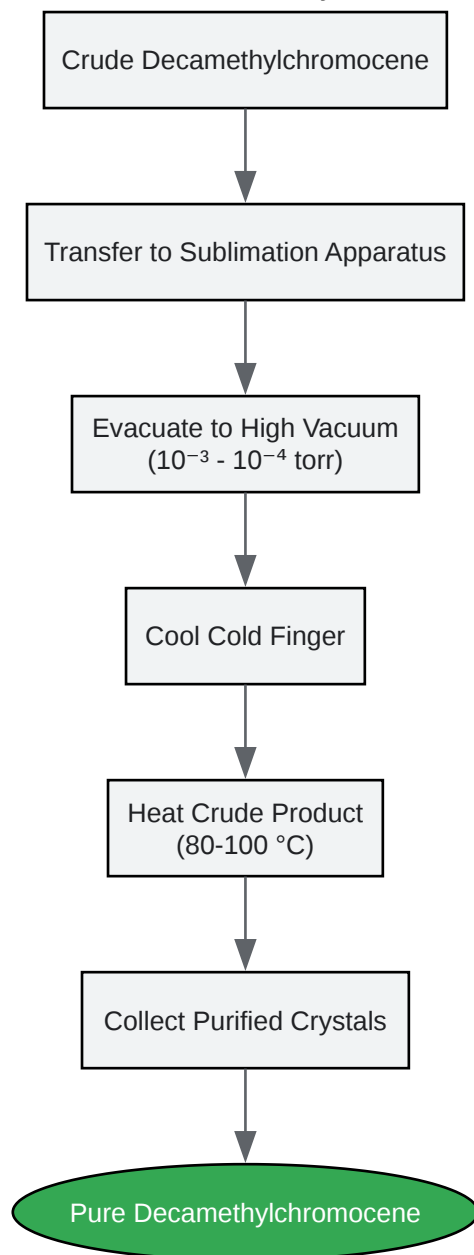 Crude Decamethylchromocene
Transfer to Sublimation Apparatus
Evacuate to High Vacuum
(10⁻³ - 10⁻⁴ torr)
Cool Cold Finger
Heat Crude Product
(80-100 °C)
Collect Purified Crystals
Pure Decamethylchromocene